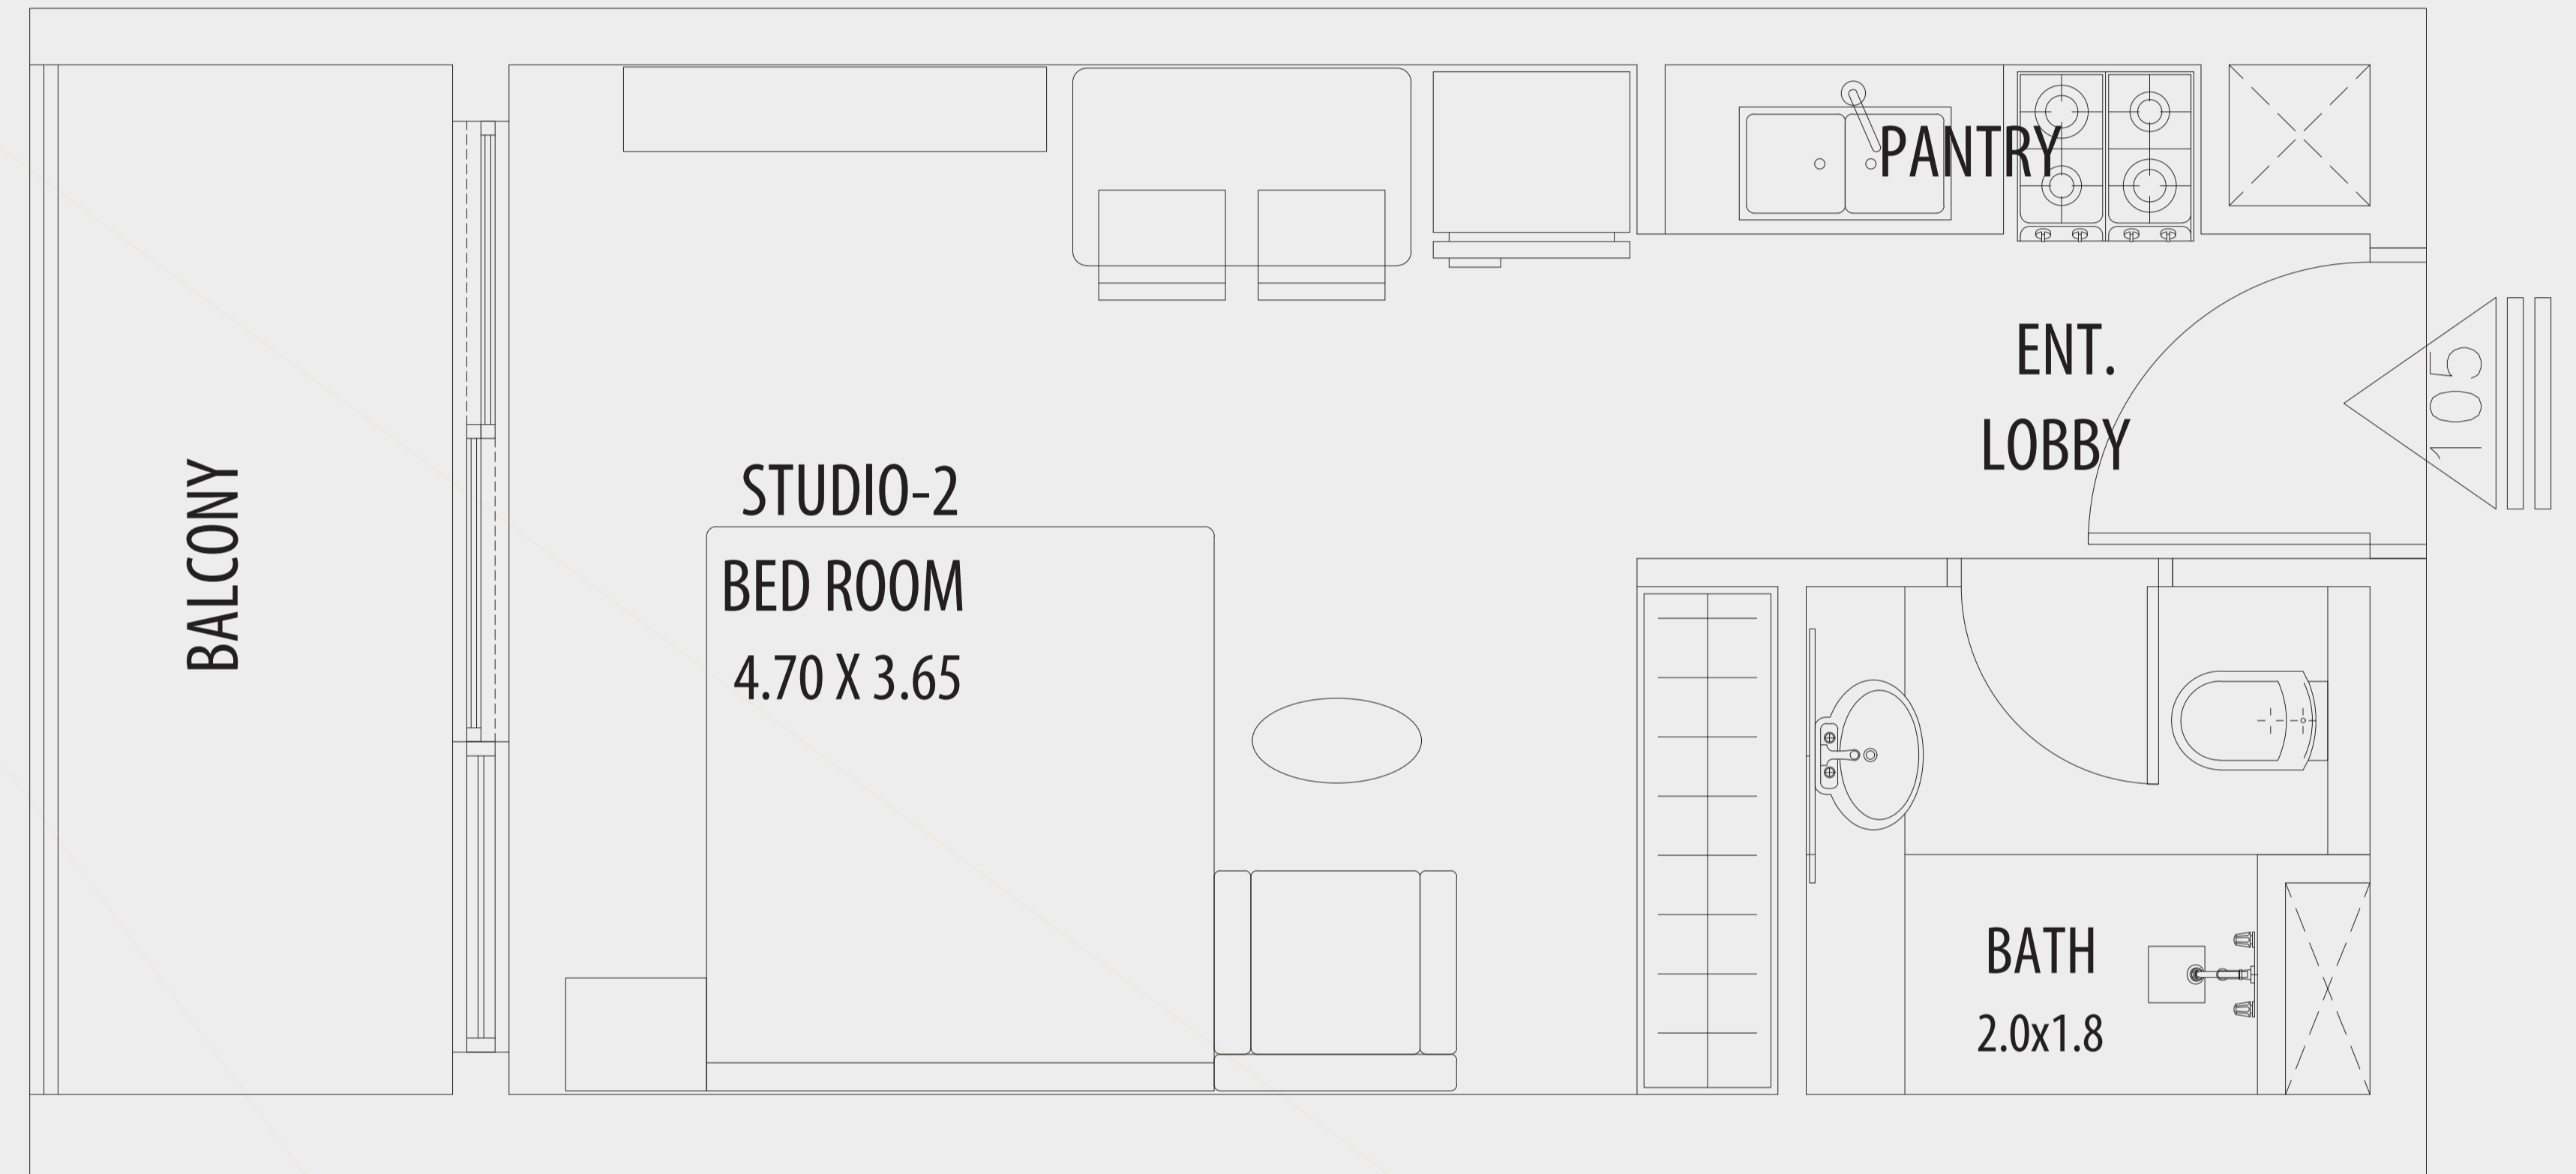 BALCONY
STUDIO-2
BED ROOM
4.70 X 3.65
PANTRY
ENT.
LOBBY
105
BATH
2.0x1.8